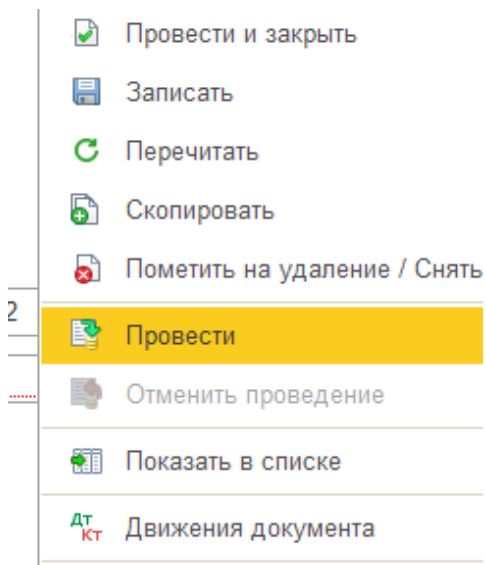 Провести и закрыть
Записать
Перечитать
Скопировать
Пометить на удаление / Снять
2
Провести
Отменить проведение
Показать в списке
Дт Кт Движения документа